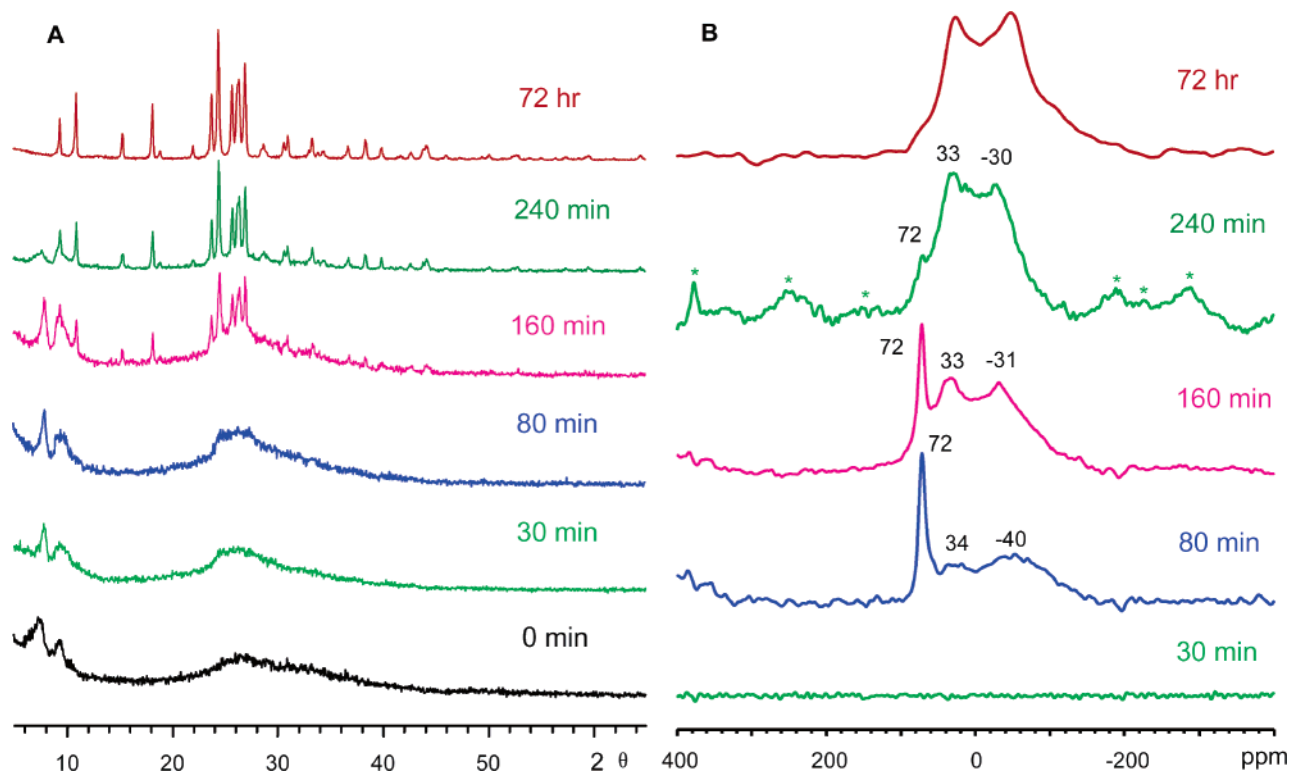 A
72 hr
240 min
160 min
80 min
30 min
0 min
10 20 30 40 50 2 θ
B
72 hr
33 -30
240 min
72
* * * * * *
72 33 -31
160 min
72
34 -40
80 min
30 min
400 200 0 -200 ppm